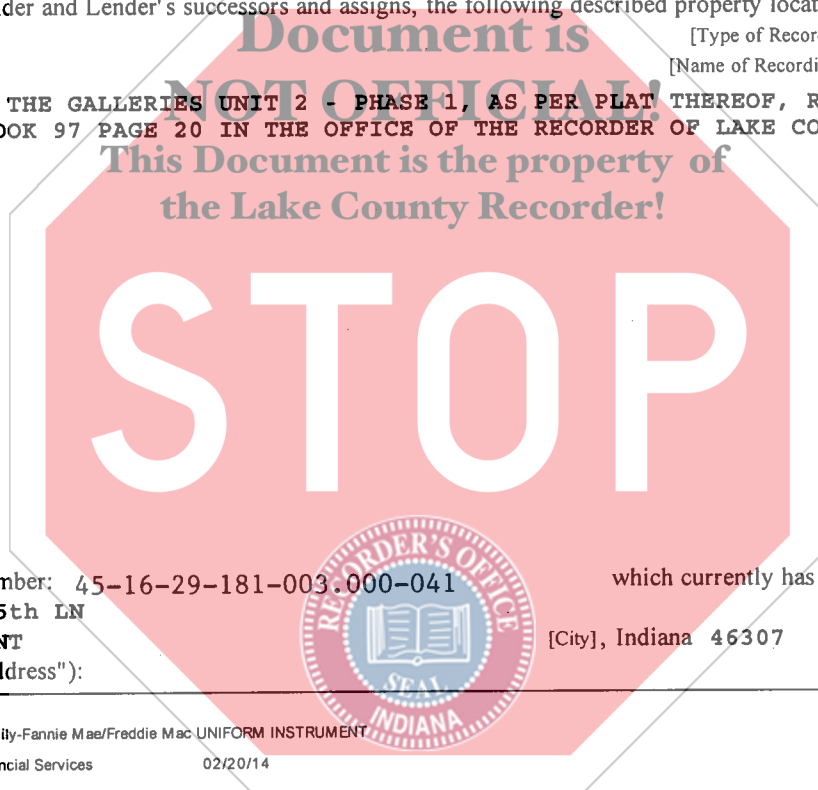 der and Lender's successors and assigns, the following described property locat
Document is
[Type of Recor
NOT OFFICIAL!
[Name of Recordi
THE GALLERIES UNIT 2 - PHASE 1, AS PER PLAT THEREOF, R
OOK 97 PAGE 20 IN THE OFFICE OF THE RECORDER OF LAKE CO
This Document is the property of
the Lake County Recorder!
STOP
mber: 45-16-29-181-003.000-041 which currently has
5th LN
NT [City], Indiana 46307
ddress"):
RECORDER'S OFFICE
SEAL
INDIANA
ily-Fannie Mae/Freddie Mac UNIFORM INSTRUMENT
ncial Services 02/20/14